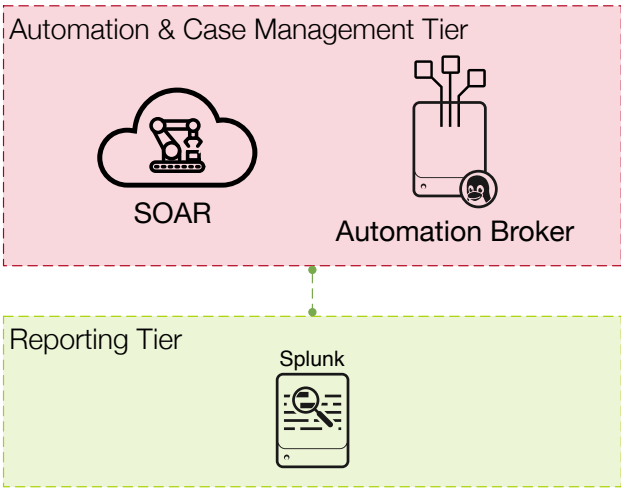 Automation & Case Management Tier
SOAR
Automation Broker
Reporting Tier
Splunk